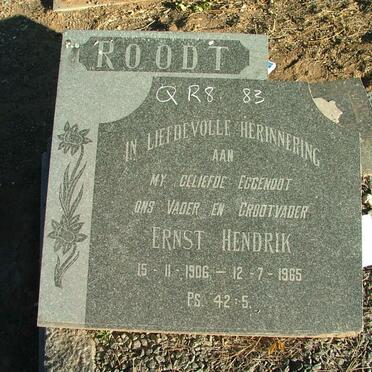 ROODT
QR8. 83
IN LIEFDEVOLLE HERINNERING
AAN
MY GELIEFDE EGGENOOT
ONS VADER EN GROOTVADER
ERNST HENDRIK
15-11-1906 - 12-7-1965
PS. 42:5.